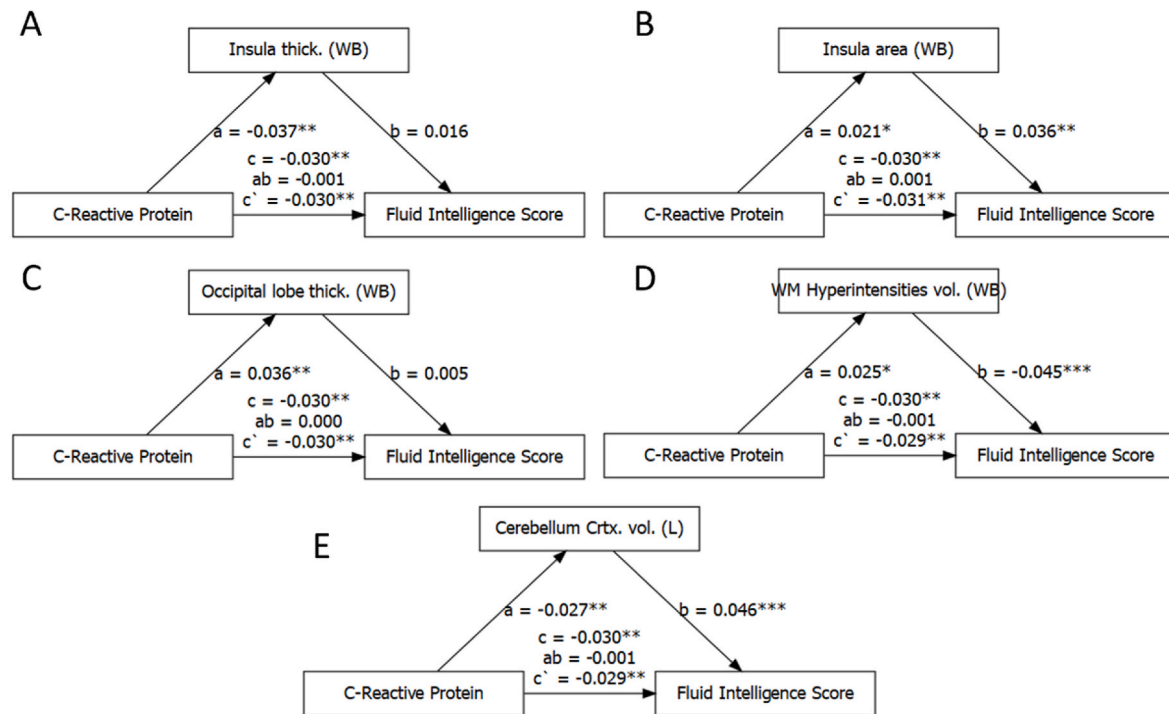 A
Insula thick. (WB)
a = -0.037**
b = 0.016
c = -0.030**
ab = -0.001
c` = -0.030**
C-Reactive Protein
Fluid Intelligence Score
B
Insula area (WB)
a = 0.021*
b = 0.036**
c = -0.030**
ab = 0.001
c` = -0.031**
C-Reactive Protein
Fluid Intelligence Score
C
Occipital lobe thick. (WB)
a = 0.036**
b = 0.005
c = -0.030**
ab = 0.000
c` = -0.030**
C-Reactive Protein
Fluid Intelligence Score
D
WM Hyperintensities vol. (WB)
a = 0.025*
b = -0.045***
c = -0.030**
ab = -0.001
c` = -0.029**
C-Reactive Protein
Fluid Intelligence Score
E
Cerebellum Crtx. vol. (L)
a = -0.027**
b = 0.046***
c = -0.030**
ab = -0.001
c` = -0.029**
C-Reactive Protein
Fluid Intelligence Score